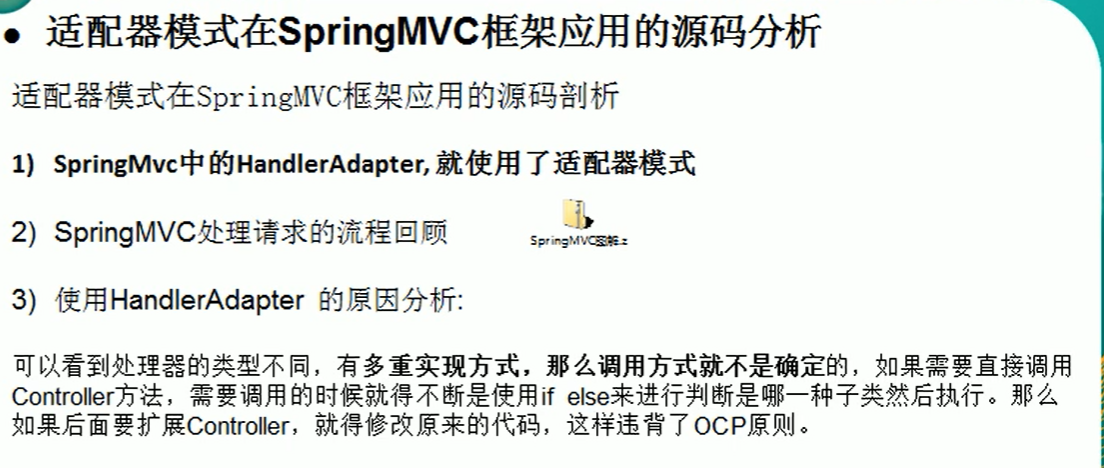 ● 适配器模式在SpringMVC框架应用的源码分析
适配器模式在SpringMVC框架应用的源码剖析
1) SpringMvc中的HandlerAdapter, 就使用了适配器模式
2) SpringMVC处理请求的流程回顾
SpringMVC图解.z
3) 使用HandlerAdapter 的原因分析:
可以看到处理器的类型不同，有多重实现方式，那么调用方式就不是确定的，如果需要直接调用
Controller方法，需要调用的时候就得不断是使用if else来进行判断是哪一种子类然后执行。那么
如果后面要扩展Controller，就得修改原来的代码，这样违背了OCP原则。